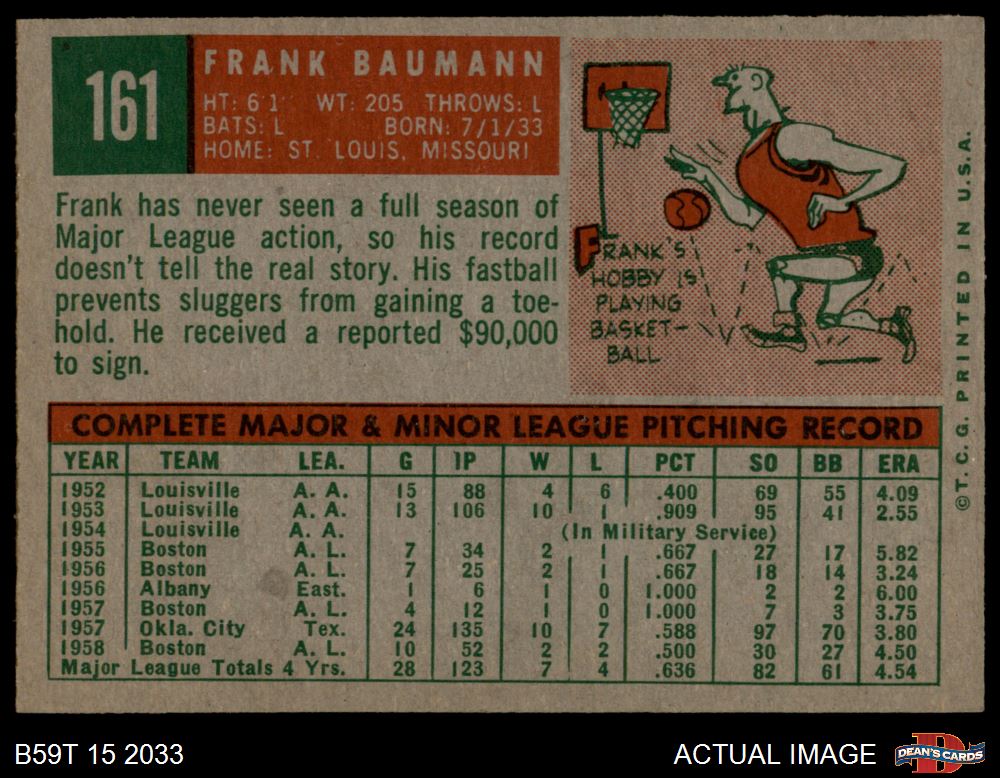 161
FRANK BAUMANN
HT: 6'1" WT: 205 THROWS: L
BATS: L BORN: 7/1/33
HOME: ST. LOUIS, MISSOURI
Frank has never seen a full season of
Major League action, so his record
doesn't tell the real story. His fastball
prevents sluggers from gaining a toe-
hold. He received a reported $90,000
to sign.
FRANK'S
HOBBY IS
PLAYING
BASKET-
BALL
©T.C.G. PRINTED IN U.S.A.
COMPLETE MAJOR & MINOR LEAGUE PITCHING RECORD
YEAR TEAM LEA. G IP W L PCT SO BB ERA
1952 Louisville A. A. 15 88 4 6 .400 69 55 4.09
1953 Louisville A. A. 13 106 10 1 .909 95 41 2.55
1954 Louisville A. A. (In Military Service)
1955 Boston A. L. 7 34 2 1 .667 27 17 5.82
1956 Boston A. L. 7 25 2 1 .667 18 14 3.24
1956 Albany East. 1 6 1 0 1.000 2 2 6.00
1957 Boston A. L. 4 12 1 0 1.000 7 3 3.75
1957 Okla. City Tex. 24 135 10 7 .588 97 70 3.80
1958 Boston A. L. 10 52 2 2 .500 30 27 4.50
Major League Totals 4 Yrs. 28 123 7 4 .636 82 61 4.54
B59T 15 2033
ACTUAL IMAGE
D
DEAN'S CARDS